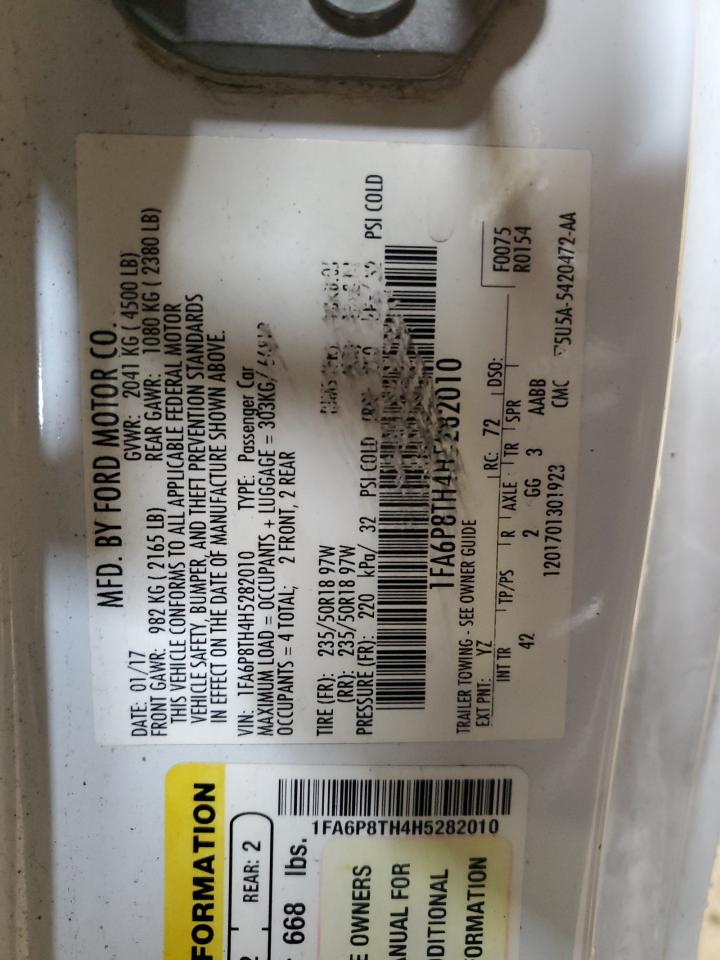 MFD. BY FORD MOTOR CO.
DATE: 01/17 GVWR: 2041 KG ( 4500 LB)
FRONT GAWR: 982 KG ( 2165 LB) REAR GAWR: 1080 KG ( 2380 LB)
THIS VEHICLE CONFORMS TO ALL APPLICABLE FEDERAL MOTOR
VEHICLE SAFETY, BUMPER, AND THEFT PREVENTION STANDARDS
IN EFFECT ON THE DATE OF MANUFACTURE SHOWN ABOVE.
VIN: 1FA6P8TH4H5282010 TYPE: Passenger Car
MAXIMUM LOAD = OCCUPANTS + LUGGAGE = 303KG/
OCCUPANTS = 4 TOTAL; 2 FRONT, 2 REAR
TIRE (FR): 235/50R18 97W
(RR): 235/50R18 97W
PRESSURE (FR): 220 kPa/ 32 PSI COLD PSI COLD
1FA6P8TH4H5282010
TRAILER TOWING - SEE OWNER GUIDE
F0075
EXT PNT: YZ RC: 72 DSO: R0154
INT TR TP/PS R AXLE TR SPR
42 2 GG 3 AABB
1201701301923 CMC 5U5A-5420472-AA
FORMATION
REAR: 2
668 lbs.
1FA6P8TH4H5282010
E OWNERS
ANUAL FOR
DDITIONAL
FORMATION